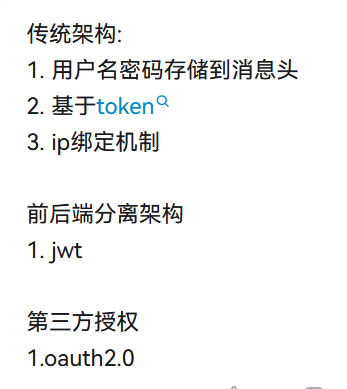 传统架构:
1. 用户名密码存储到消息头
2. 基于token
3. ip绑定机制
前后端分离架构
1. jwt
第三方授权
1.oauth2.0